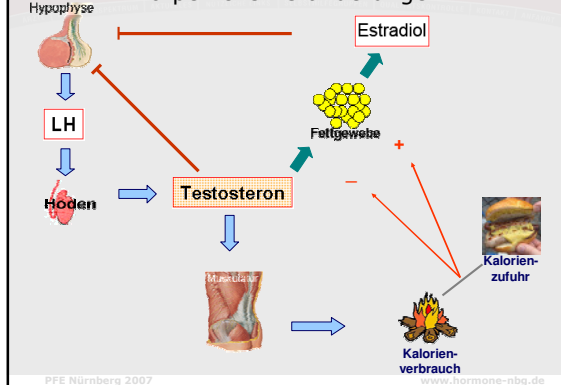 Hypophyse
Estradiol
LH
Fettgewebe
+
–
Hoden
Testosteron
Muskulatur
Kalorien-
zufuhr
Kalorien-
verbrauch
PFE Nürnberg 2007
www.hormone-nbg.de